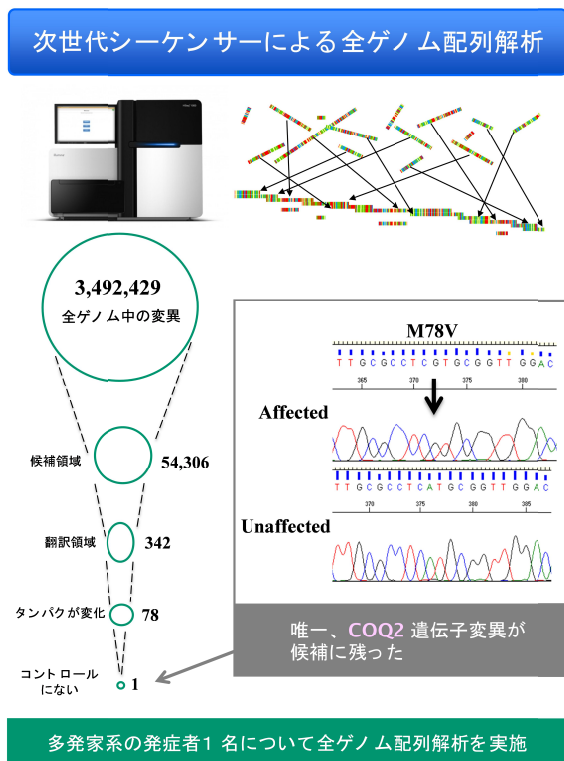 次世代シーケンサーによる全ゲノム配列解析
3,492,429
全ゲノム中の変異
候補領域
54,306
翻訳領域
342
タンパクが変化
78
コントロール
にない
1
M78V
TTGCGCCTCGTGCGGTTGGAC
365 370 375 380
Affected
TTGCGCCTCATGCGGTTGGAC
370 375 380 385
Unaffected
唯一、COQ2 遺伝子変異が
候補に残った
多発家系の発症者1 名について全ゲノム配列解析を実施